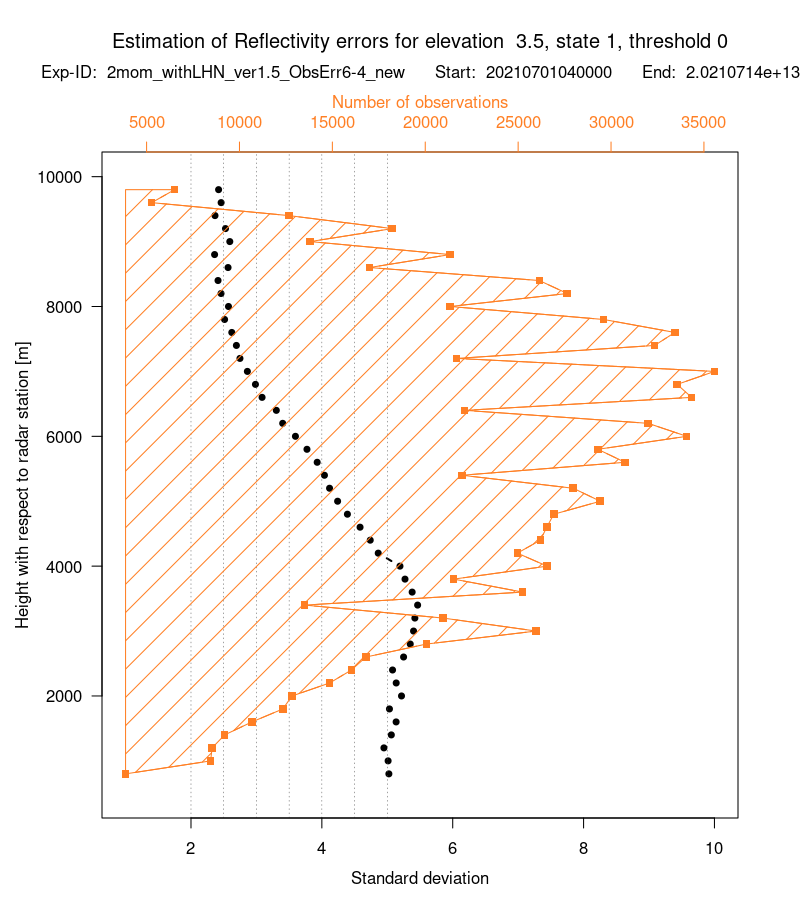 Estimation of Reflectivity errors for elevation  3.5, state 1, threshold 0
Exp-ID:  2mom_withLHN_ver1.5_ObsErr6-4_new      Start:  20210701040000      End:  2.0210714e+13
Number of observations
5000 10000 15000 20000 25000 30000 35000
10000
8000
6000
4000
2000
Height with respect to radar station [m]
2 4 6 8 10
Standard deviation